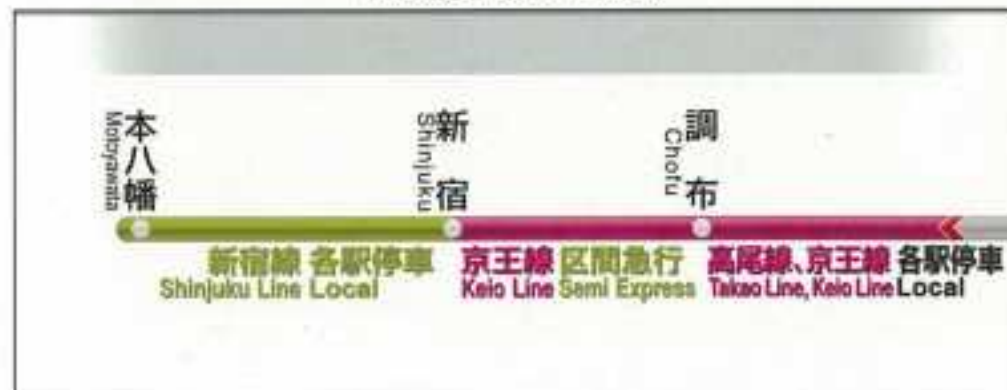 本八幡
Motoyawata
新宿
Shinjuku
調布
Chofu
新宿線 各駅停車
Shinjuku Line Local
京王線 区間急行
Keio Line Semi Express
高尾線、京王線 各駅停車
Takao Line, Keio Line Local